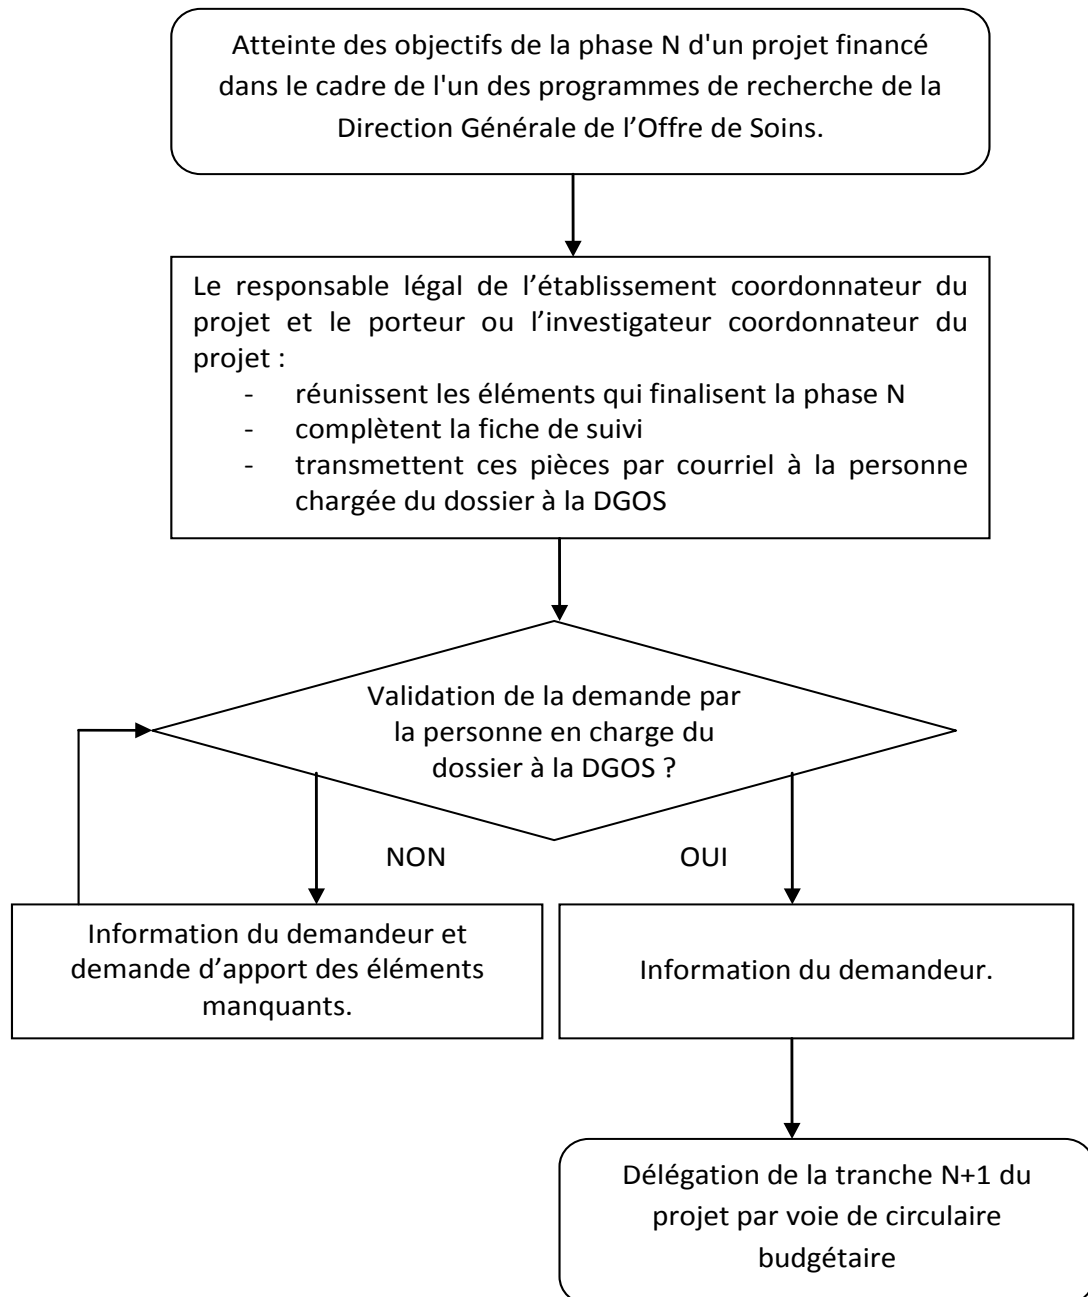 Atteinte des objectifs de la phase N d'un projet financé
dans le cadre de l'un des programmes de recherche de la
Direction Générale de l’Offre de Soins.
Le responsable légal de l’établissement coordonnateur du
projet et le porteur ou l’investigateur coordonnateur du
projet :
- réunissent les éléments qui finalisent la phase N
- complètent la fiche de suivi
- transmettent ces pièces par courriel à la personne
chargée du dossier à la DGOS
Validation de la demande par
la personne en charge du
dossier à la DGOS ?
NON
OUI
Information du demandeur et
demande d’apport des éléments
manquants.
Information du demandeur.
Délégation de la tranche N+1 du
projet par voie de circulaire
budgétaire